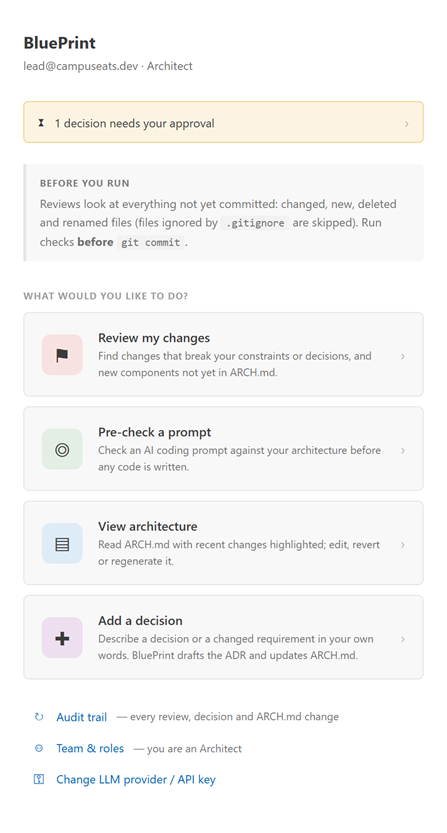 BluePrint
lead@campuseats.dev · Architect
1 decision needs your approval
BEFORE YOU RUN
Reviews look at everything not yet committed: changed, new, deleted
and renamed files (files ignored by .gitignore are skipped). Run
checks before git commit.
WHAT WOULD YOU LIKE TO DO?
Review my changes
Find changes that break your constraints or decisions, and
new components not yet in ARCH.md.
Pre-check a prompt
Check an AI coding prompt against your architecture before
any code is written.
View architecture
Read ARCH.md with recent changes highlighted; edit, revert
or regenerate it.
Add a decision
Describe a decision or a changed requirement in your own
words. BluePrint drafts the ADR and updates ARCH.md.
Audit trail — every review, decision and ARCH.md change
Team & roles — you are an Architect
Change LLM provider / API key